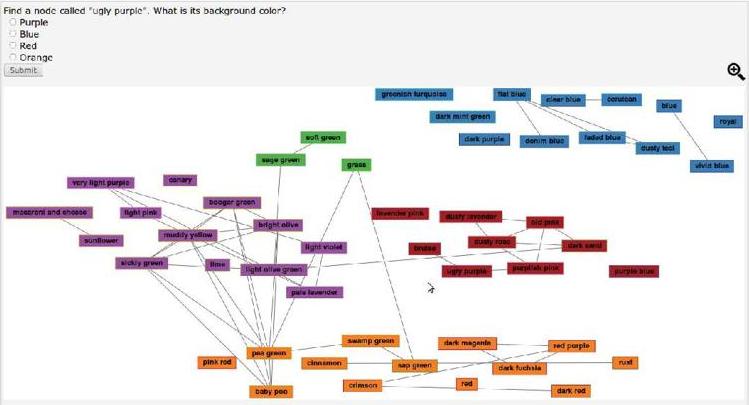 Find a node called "ugly purple". What is its background color?
Purple
Blue
Red
Orange
Submit
greenish turquoise
flat blue
clear blue
cerulean
blue
dark mint green
royal
soft green
dark purple
denim blue
faded blue
dusty teal
sage green
grass
vivid blue
very light purple
canary
booger green
macaroni and cheese
light pink
lavender pink
dusty lavender
old pink
bright olive
sunflower
muddy yellow
light violet
bruise
dusty rose
dark sand
sickly green
lime
light olive green
ugly purple
purplish pink
purple blue
pale lavender
swamp green
dark magenta
red purple
pea green
pink red
cinnamon
sap green
dark fuchsia
rust
crimson
red
baby poo
dark red